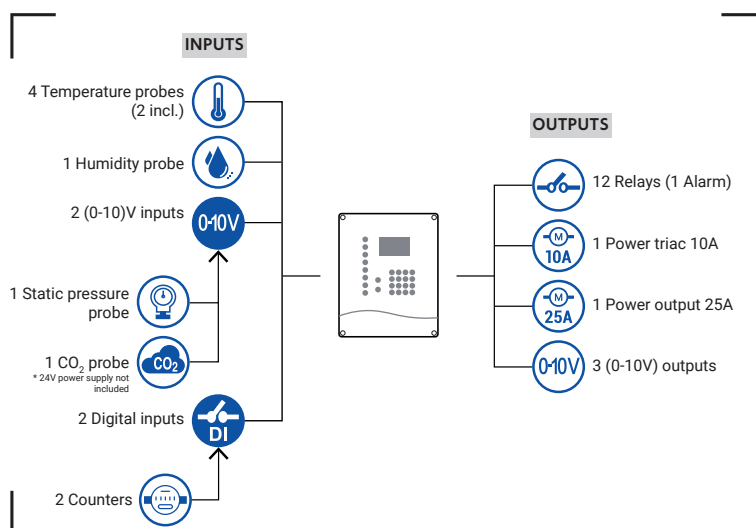 INPUTS
4 Temperature probes
(2 incl.)
1 Humidity probe
2 (0-10)V inputs
0-10V
1 Static pressure
probe
1 CO₂ probe
* 24V power supply not
included
CO₂
2 Digital inputs
DI
2 Counters
OUTPUTS
12 Relays (1 Alarm)
M
10A
1 Power triac 10A
M
25A
1 Power output 25A
0-10V
3 (0-10V) outputs